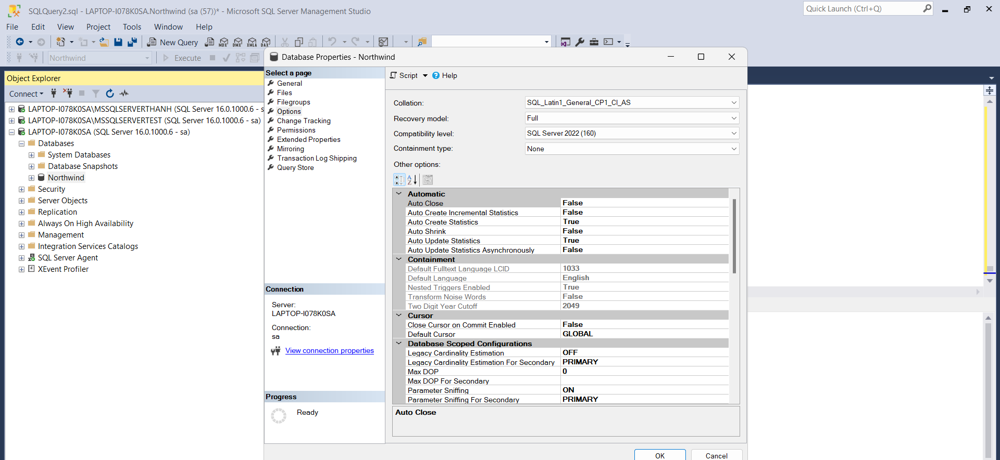 SQLQuery2.sql - LAPTOP-I078K0SA.Northwind (sa (57))* - Microsoft SQL Server Management Studio
Quick Launch (Ctrl+Q)
File Edit View Project Tools Window Help
New Query MDX DMX XMLA DAX
Northwind Execute
Object Explorer
Connect
LAPTOP-I078K0SA\MSSQLSERVERTHANH (SQL Server 16.0.1000.6 - s
LAPTOP-I078K0SA\MSSQLSERVERTEST (SQL Server 16.0.1000.6 - sa)
LAPTOP-I078K0SA (SQL Server 16.0.1000.6 - sa)
Databases
System Databases
Database Snapshots
Northwind
Security
Server Objects
Replication
Always On High Availability
Management
Integration Services Catalogs
SQL Server Agent
XEvent Profiler
Database Properties - Northwind
Select a page
General
Files
Filegroups
Options
Change Tracking
Permissions
Extended Properties
Mirroring
Transaction Log Shipping
Query Store
Connection
Server:
LAPTOP-I078K0SA
Connection:
sa
View connection properties
Progress
Ready
Script Help
Collation: SQL_Latin1_General_CP1_CI_AS
Recovery model: Full
Compatibility level: SQL Server 2022 (160)
Containment type: None
Other options:
Automatic
Auto Close False
Auto Create Incremental Statistics False
Auto Create Statistics True
Auto Shrink False
Auto Update Statistics True
Auto Update Statistics Asynchronously False
Containment
Default Fulltext Language LCID 1033
Default Language English
Nested Triggers Enabled True
Transform Noise Words False
Two Digit Year Cutoff 2049
Cursor
Close Cursor on Commit Enabled False
Default Cursor GLOBAL
Database Scoped Configurations
Legacy Cardinality Estimation OFF
Legacy Cardinality Estimation For Secondary PRIMARY
Max DOP 0
Max DOP For Secondary
Parameter Sniffing ON
Parameter Sniffing For Secondary PRIMARY
Auto Close
OK Cancel